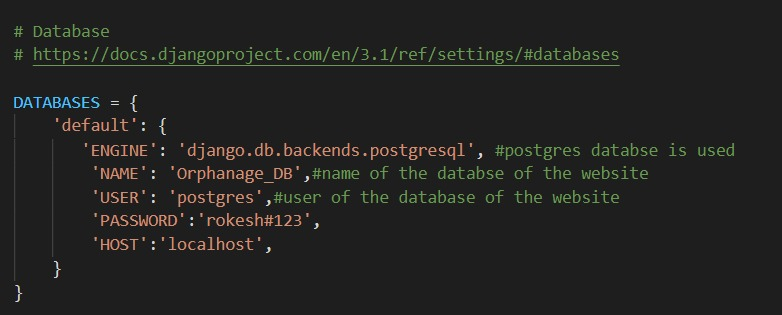 # Database
# https://docs.djangoproject.com/en/3.1/ref/settings/#databases
DATABASES = {
'default': {
'ENGINE': 'django.db.backends.postgresql', #postgres databse is used
'NAME': 'Orphanage_DB',#name of the databse of the website
'USER': 'postgres',#user of the database of the website
'PASSWORD':'rokesh#123',
'HOST':'localhost',
}
}